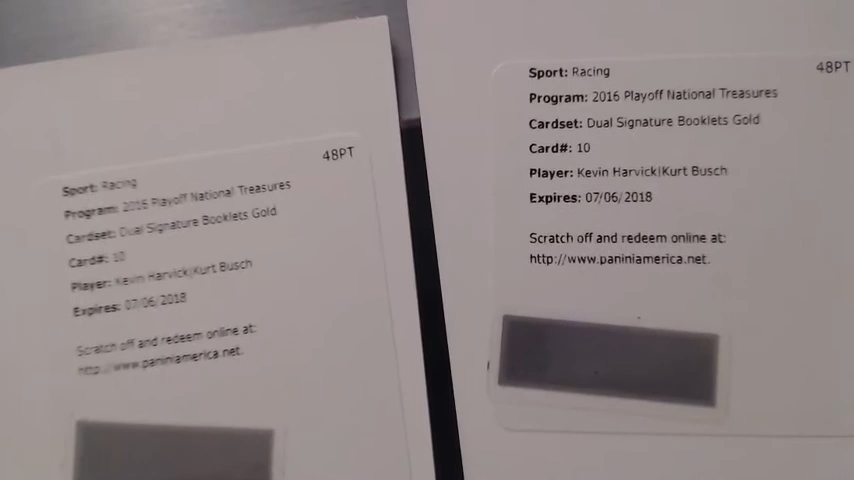 48PT
Sport: Racing
Program: 2016 Playoff National Treasures
Cardset: Dual Signature Booklets Gold
Card#: 10
Player: Kevin Harvick|Kurt Busch
Expires: 07/06/2018
Scratch off and redeem online at:
http://www.paniniamerica.net.
48PT
Sport: Racing
Program: 2016 Playoff National Treasures
Cardset: Dual Signature Booklets Gold
Card#: 10
Player: Kevin Harvick|Kurt Busch
Expires: 07/06/2018
Scratch off and redeem online at:
http://www.paniniamerica.net.